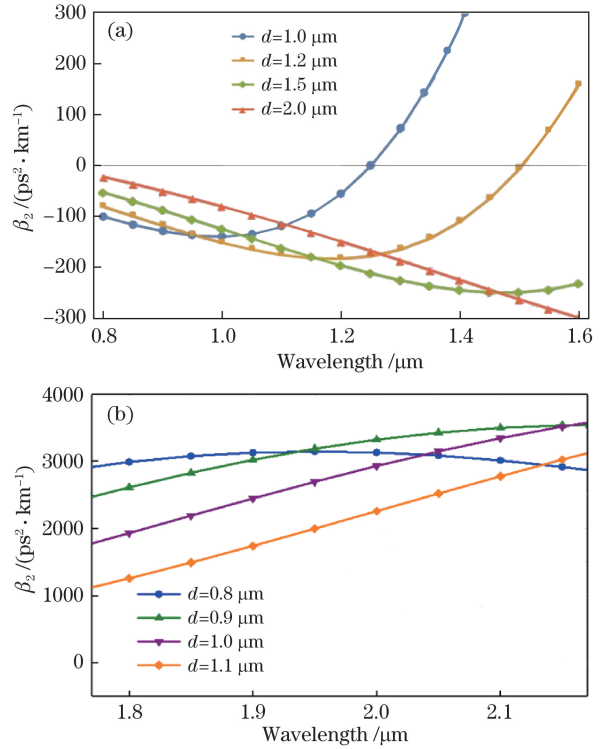 (a)
d=1.0 μm
d=1.2 μm
d=1.5 μm
d=2.0 μm
300
200
100
0
−100
−200
−300
β₂ /(ps²·km⁻¹)
0.8 1.0 1.2 1.4 1.6
Wavelength /μm
(b)
4000
3000
2000
1000
0
β₂ /(ps²·km⁻¹)
d=0.8 μm
d=0.9 μm
d=1.0 μm
d=1.1 μm
1.8 1.9 2.0 2.1
Wavelength /μm